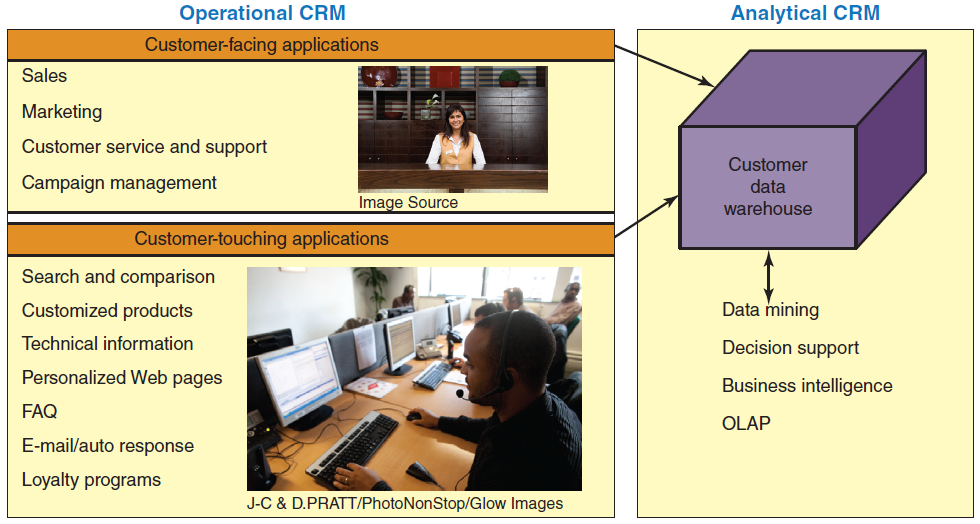 Operational CRM
Customer-facing applications
Sales
Marketing
Customer service and support
Campaign management
Image Source
Customer-touching applications
Search and comparison
Customized products
Technical information
Personalized Web pages
FAQ
E-mail/auto response
Loyalty programs
J-C & D.PRATT/PhotoNonStop/Glow Images
Analytical CRM
Customer
data
warehouse
Data mining
Decision support
Business intelligence
OLAP